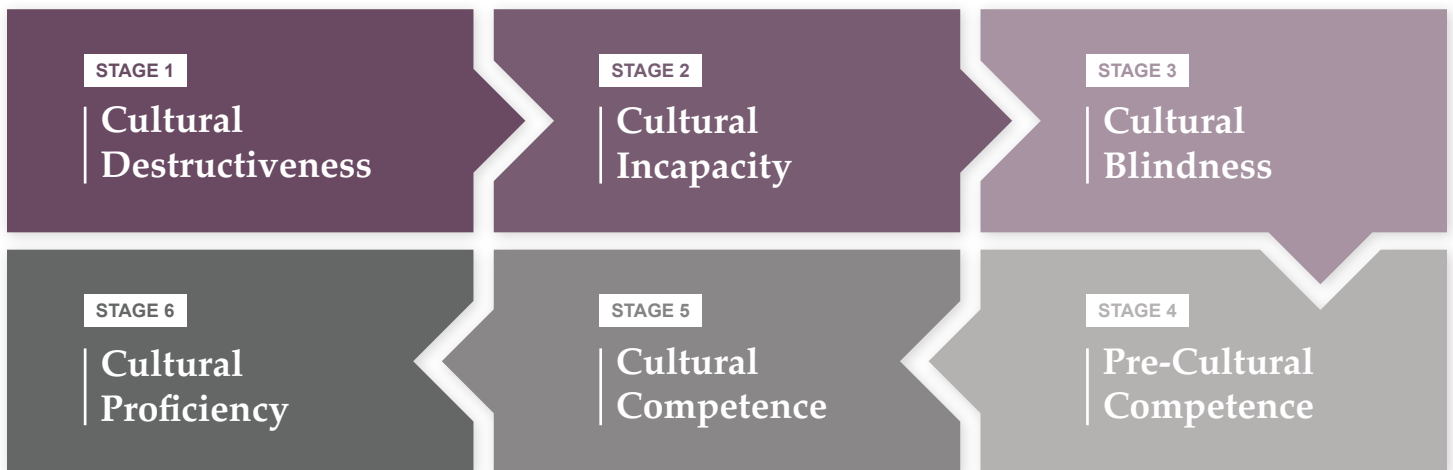 STAGE 1
Cultural
Destructiveness
STAGE 2
Cultural
Incapacity
STAGE 3
Cultural
Blindness
STAGE 4
Pre-Cultural
Competence
STAGE 5
Cultural
Competence
STAGE 6
Cultural
Proficiency